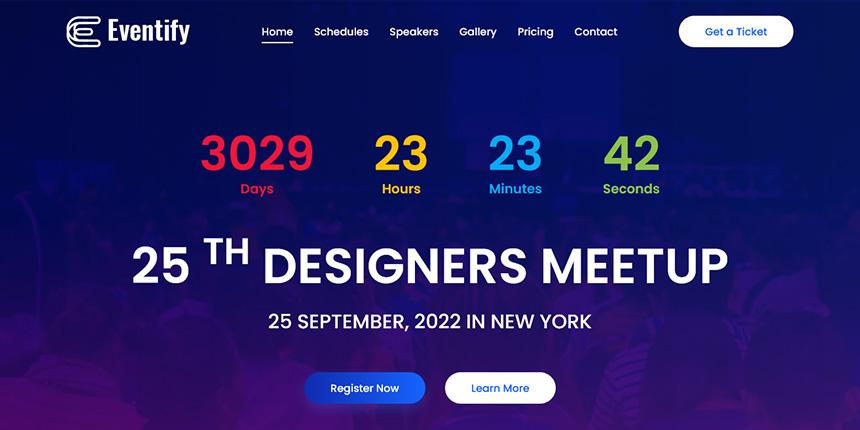 Eventify
Home Schedules Speakers Gallery Pricing Contact
Get a Ticket
3029 23 23 42
Days Hours Minutes Seconds
25 TH DESIGNERS MEETUP
25 SEPTEMBER, 2022 IN NEW YORK
Register Now Learn More